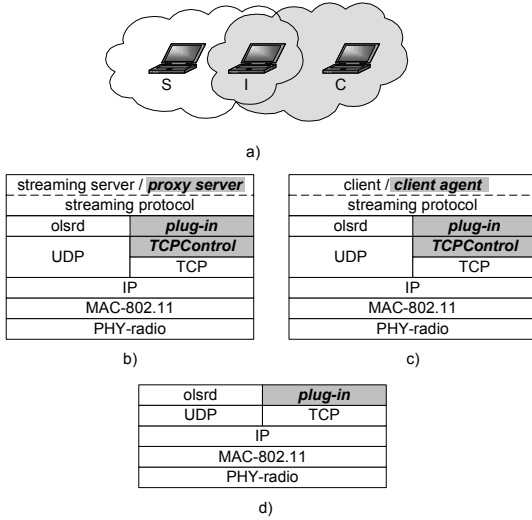 S I C
a)
streaming server / proxy server
streaming protocol
olsrd plug-in
UDP TCPControl
TCP
IP
MAC-802.11
PHY-radio
b)
client / client agent
streaming protocol
olsrd plug-in
UDP TCPControl
TCP
IP
MAC-802.11
PHY-radio
c)
olsrd plug-in
UDP TCP
IP
MAC-802.11
PHY-radio
d)